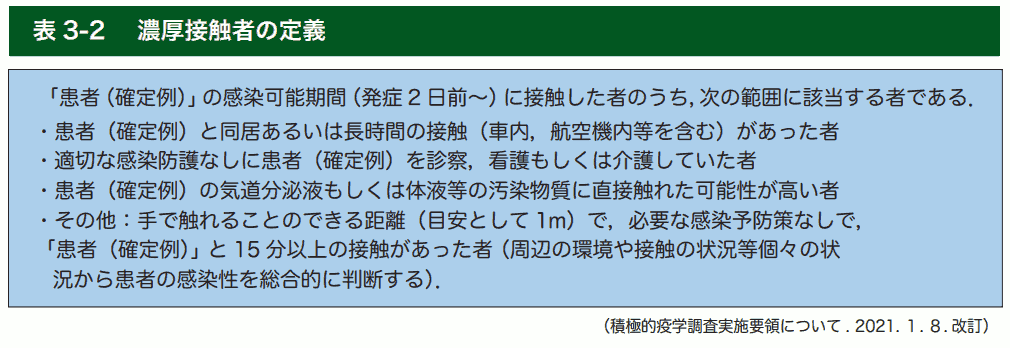 表 3-2 濃厚接触者の定義
「患者（確定例）」の感染可能期間（発症２日前〜）に接触した者のうち，次の範囲に該当する者である．
・患者（確定例）と同居あるいは長時間の接触（車内，航空機内等を含む）があった者
・適切な感染防護なしに患者（確定例）を診察，看護もしくは介護していた者
・患者（確定例）の気道分泌液もしくは体液等の汚染物質に直接触れた可能性が高い者
・その他：手で触れることのできる距離（目安として 1m）で，必要な感染予防策なしで，
「患者（確定例）」と 15 分以上の接触があった者（周辺の環境や接触の状況等個々の状
況から患者の感染性を総合的に判断する）．
（積極的疫学調査実施要領について．2021．1．8．改訂）